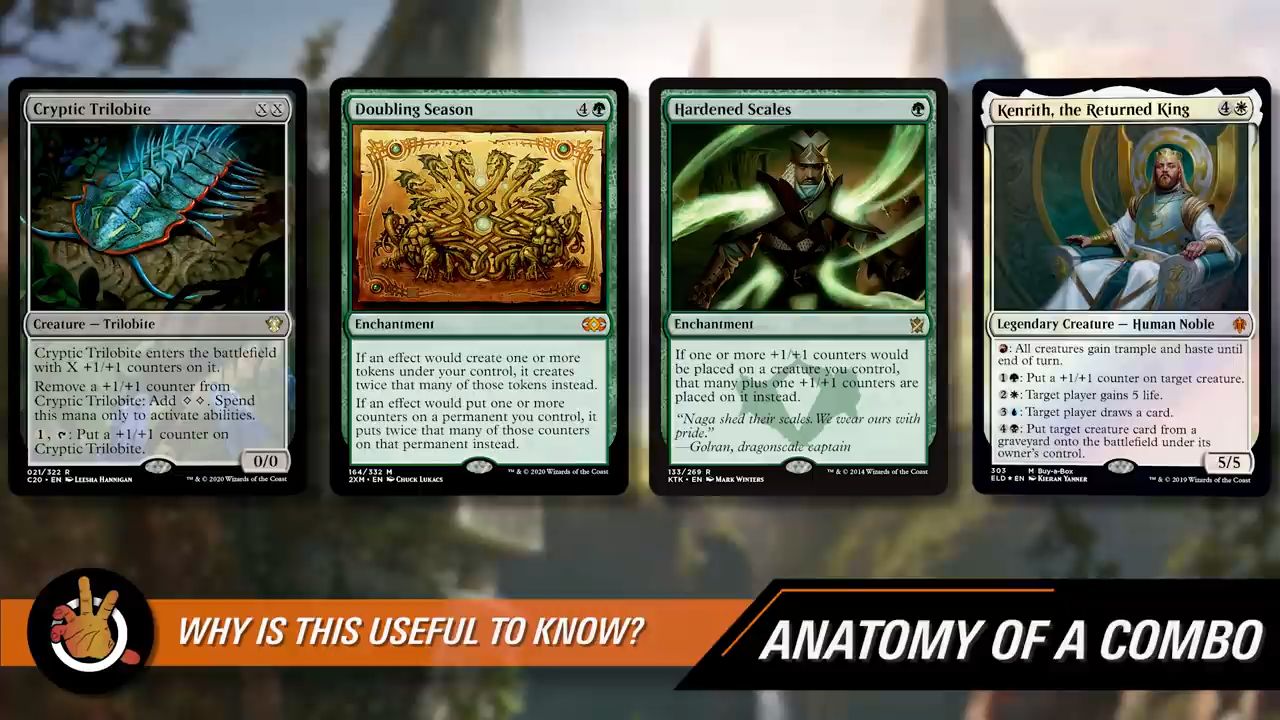 Cryptic Trilobite XX
Creature — Trilobite
Cryptic Trilobite enters the battlefield
with X +1/+1 counters on it.
Remove a +1/+1 counter from
Cryptic Trilobite: Add ◇◇. Spend
this mana only to activate abilities.
1, T: Put a +1/+1 counter on
Cryptic Trilobite.
0/0
021/322 R
C20 • EN Leesha Hannigan
™ & © 2020 Wizards of the Coast
Doubling Season 4
Enchantment
If an effect would create one or more
tokens under your control, it creates
twice that many of those tokens instead.
If an effect would put one or more
counters on a permanent you control, it
puts twice that many of those counters
on that permanent instead.
164/332 M
2XM • EN Chuck Lukacs
™ & © 2020 Wizards of the Coast
Hardened Scales
Enchantment
If one or more +1/+1 counters would
be placed on a creature you control,
that many plus one +1/+1 counters are
placed on it instead.
“Naga shed their scales. We wear ours with
pride.”
—Golran, dragonscale captain
133/269 R
KTK • EN Mark Winters
™ & © 2014 Wizards of the Coast
Kenrith, the Returned King 4
Legendary Creature — Human Noble
: All creatures gain trample and haste until
end of turn.
1: Put a +1/+1 counter on target creature.
2: Target player gains 5 life.
3: Target player draws a card.
4: Put target creature card from a
graveyard onto the battlefield under its
owner's control.
5/5
303 M Buy-a-Box
ELD ★ EN Kieran Yanner
™ & © 2019 Wizards of the Coast
WHY IS THIS USEFUL TO KNOW?
ANATOMY OF A COMBO